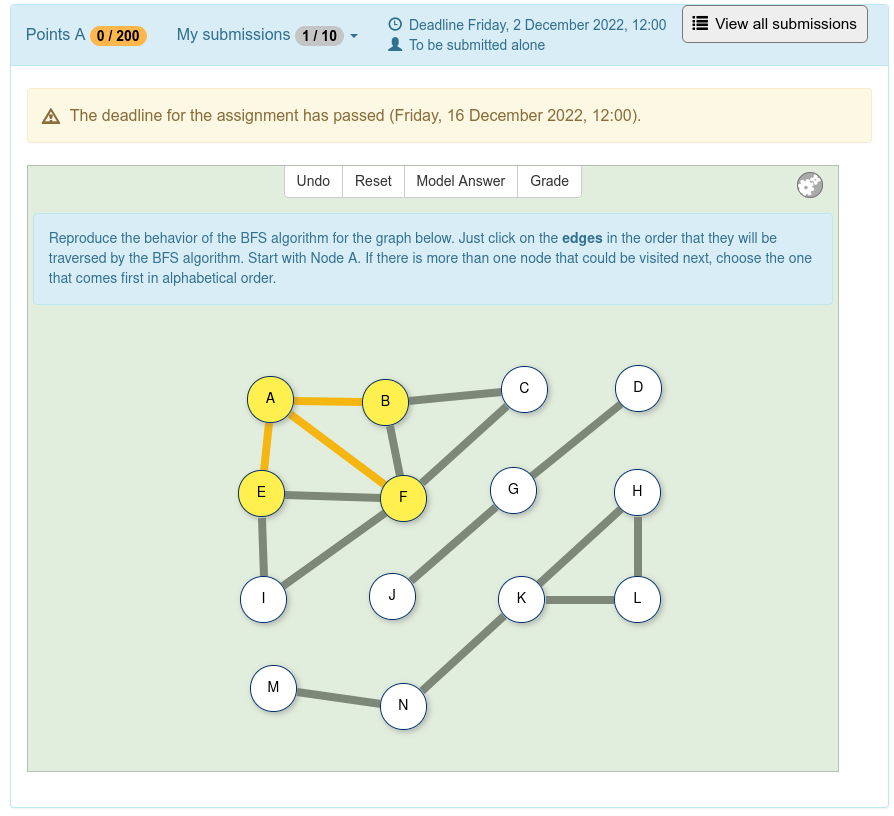 Points A 0 / 200 My submissions 1 / 10 Deadline Friday, 2 December 2022, 12:00 View all submissions
To be submitted alone
The deadline for the assignment has passed (Friday, 16 December 2022, 12:00).
Undo Reset Model Answer Grade
Reproduce the behavior of the BFS algorithm for the graph below. Just click on the edges in the order that they will be
traversed by the BFS algorithm. Start with Node A. If there is more than one node that could be visited next, choose the one
that comes first in alphabetical order.
A B C D
E F G H
I J K L
M N